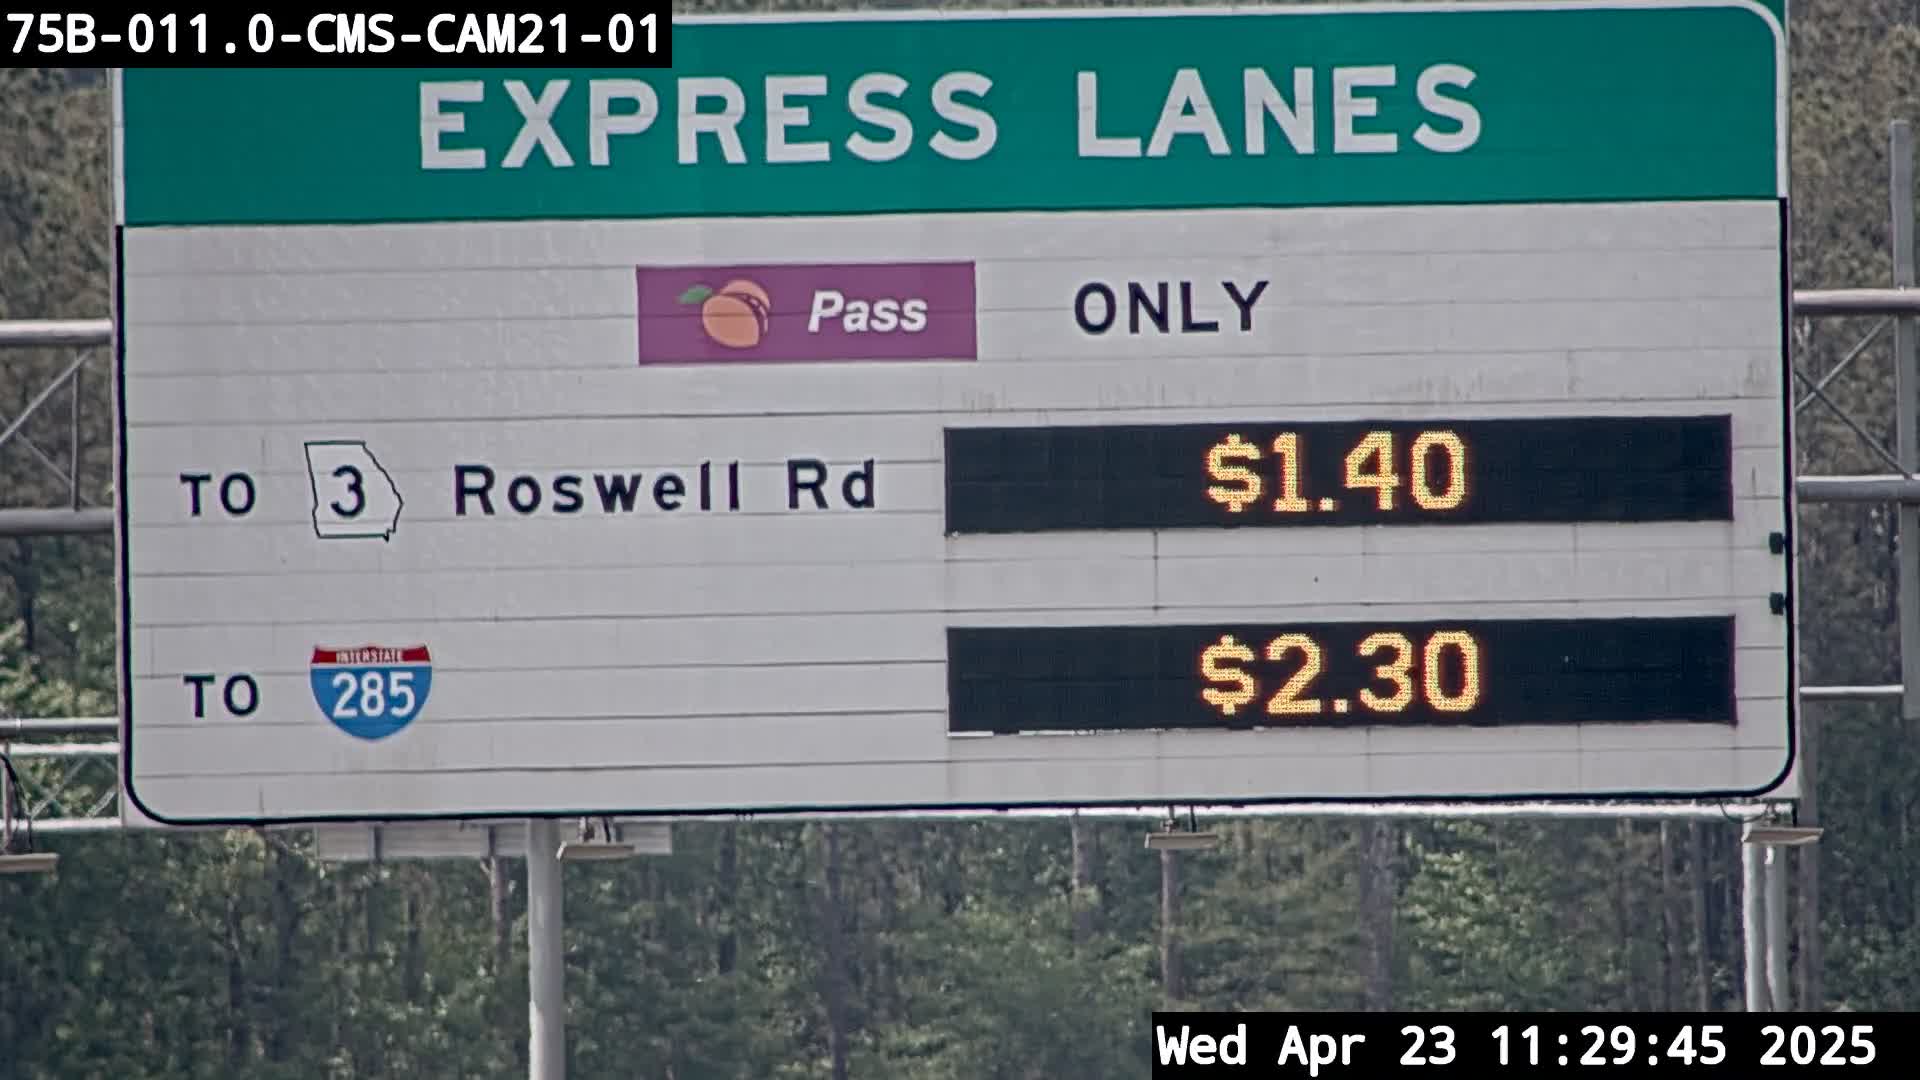 75B-011.0-CMS-CAM21-01
EXPRESS LANES
Pass ONLY
TO 3 Roswell Rd $1.40
INTERSTATE
TO 285 $2.30
Wed Apr 23 11:29:45 2025